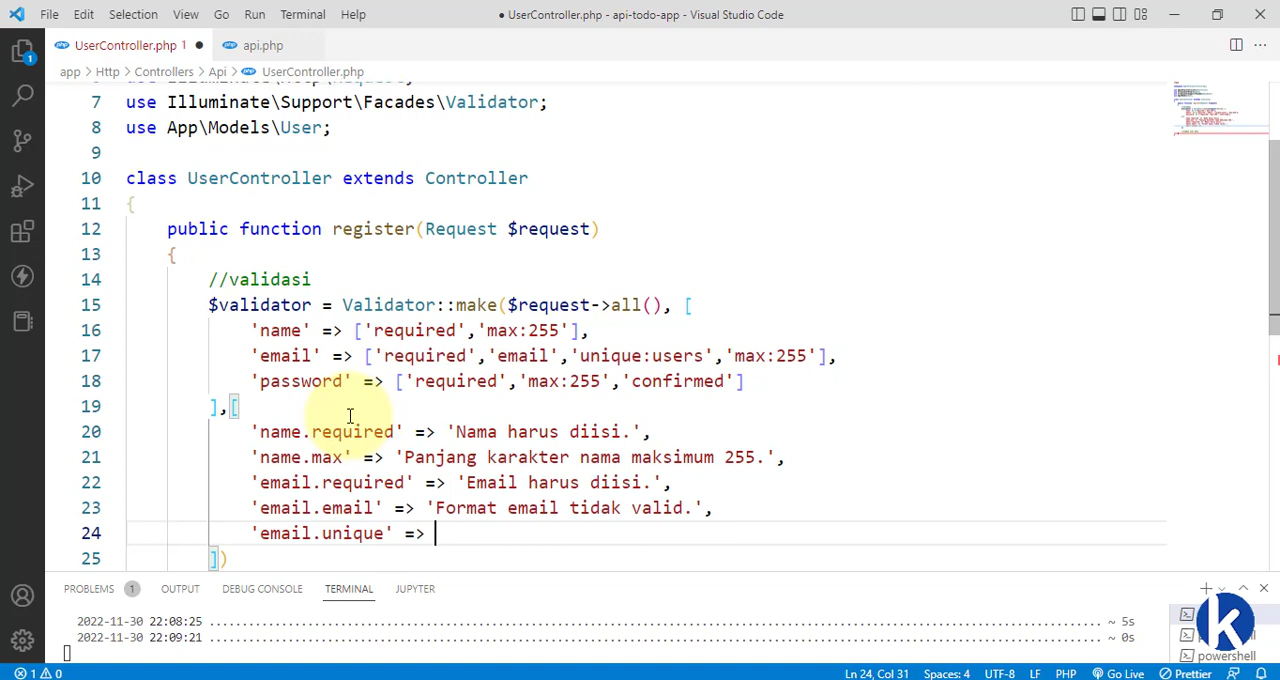 File Edit Selection View Go Run Terminal Help
● UserController.php - api-todo-app - Visual Studio Code
UserController.php 1 ● api.php
app > Http > Controllers > Api > UserController.php
7 use Illuminate\Support\Facades\Validator;
8 use App\Models\User;
9
10 class UserController extends Controller
11 {
12 public function register(Request $request)
13 {
14 //validasi
15 $validator = Validator::make($request->all(), [
16 'name' => ['required','max:255'],
17 'email' => ['required','email','unique:users','max:255'],
18 'password' => ['required','max:255','confirmed']
19 ],[
20 'name.required' => 'Nama harus diisi.',
21 'name.max' => 'Panjang karakter nama maksimum 255.',
22 'email.required' => 'Email harus diisi.',
23 'email.email' => 'Format email tidak valid.',
24 'email.unique' =>
25 ])
PROBLEMS 1 OUTPUT DEBUG CONSOLE TERMINAL JUPYTER
2022-11-30 22:08:25 ........................................ ~ 5s
2022-11-30 22:09:21 ........................................ ~ 0s
powershell
1 0 Ln 24, Col 31 Spaces: 4 UTF-8 LF PHP Go Live Prettier